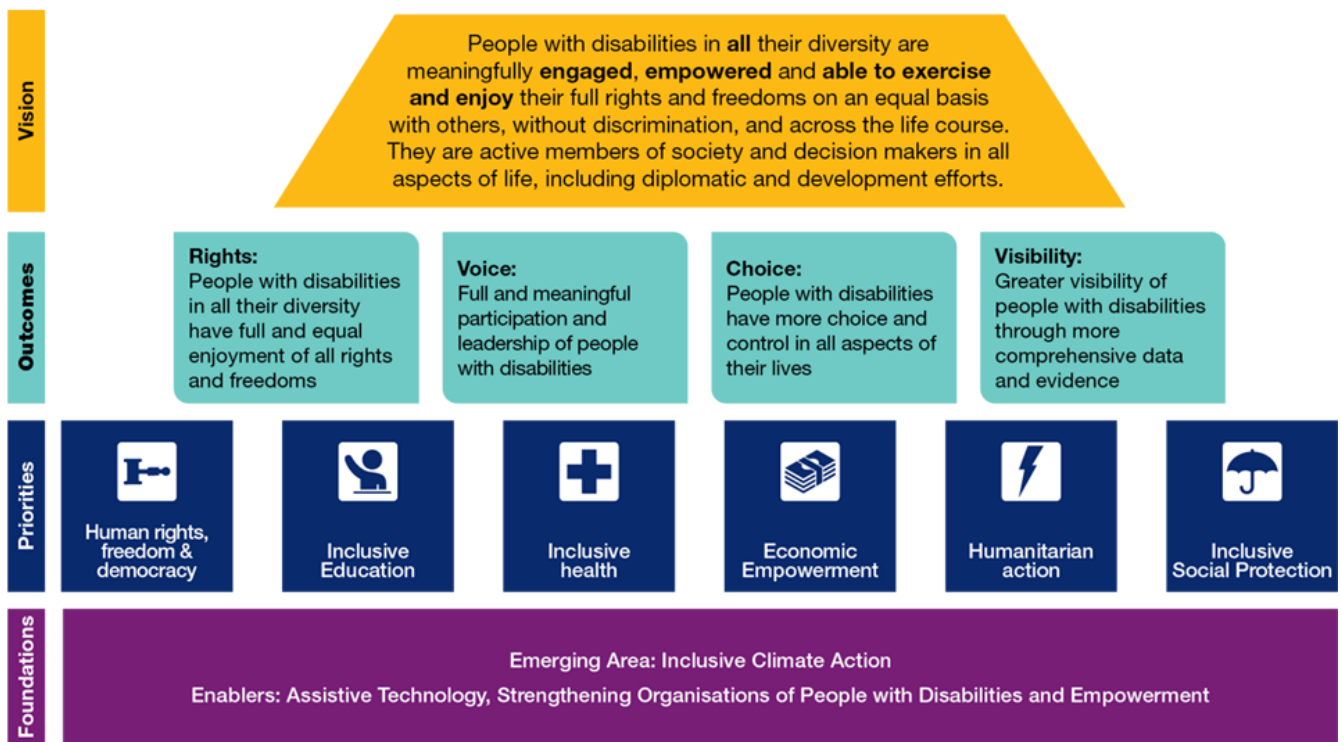 Vision
People with disabilities in all their diversity are
meaningfully engaged, empowered and able to exercise
and enjoy their full rights and freedoms on an equal basis
with others, without discrimination, and across the life course.
They are active members of society and decision makers in all
aspects of life, including diplomatic and development efforts.
Outcomes
Rights:
People with disabilities
in all their diversity
have full and equal
enjoyment of all rights
and freedoms
Voice:
Full and meaningful
participation and
leadership of people
with disabilities
Choice:
People with disabilities
have more choice and
control in all aspects of
their lives
Visibility:
Greater visibility of
people with disabilities
through more
comprehensive data
and evidence
Priorities
Human rights,
freedom &
democracy
Inclusive
Education
Inclusive
health
Economic
Empowerment
Humanitarian
action
Inclusive
Social Protection
Foundations
Emerging Area: Inclusive Climate Action
Enablers: Assistive Technology, Strengthening Organisations of People with Disabilities and Empowerment